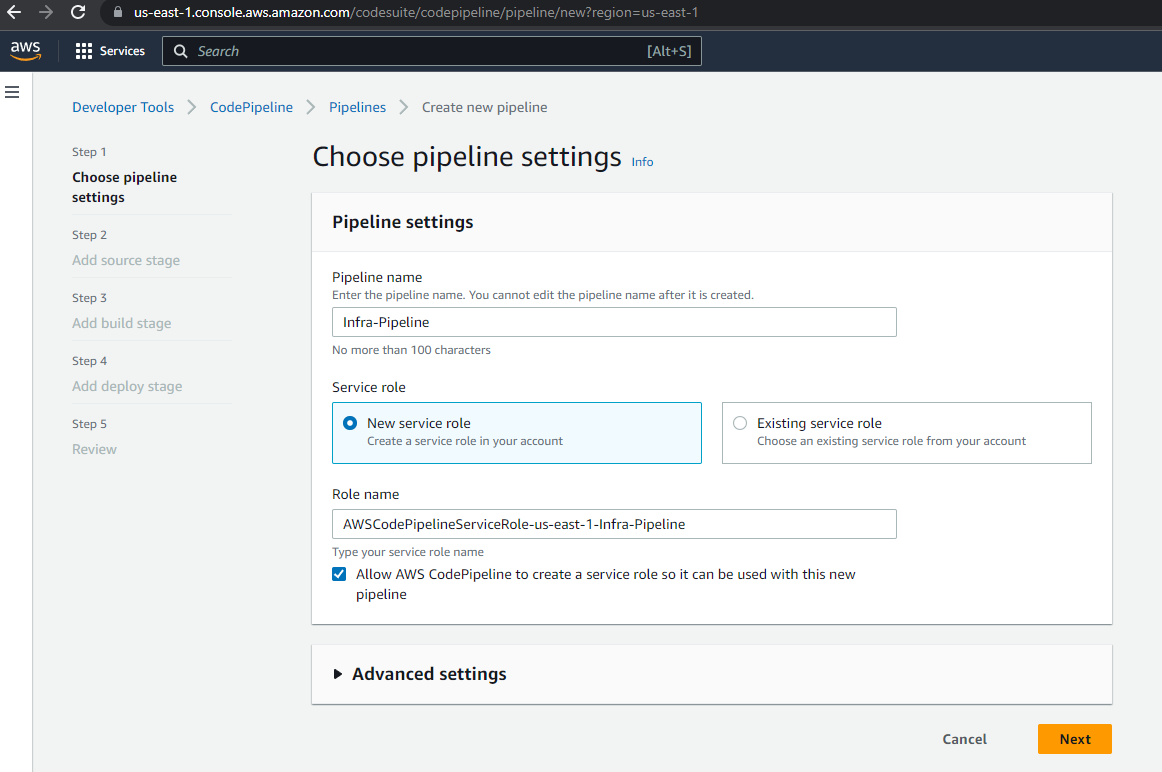 us-east-1.console.aws.amazon.com/codesuite/codepipeline/pipeline/new?region=us-east-1
aws
Services
Search
[Alt+S]
Developer Tools
CodePipeline
Pipelines
Create new pipeline
Step 1
Choose pipeline
settings
Step 2
Add source stage
Step 3
Add build stage
Step 4
Add deploy stage
Step 5
Review
Choose pipeline settings Info
Pipeline settings
Pipeline name
Enter the pipeline name. You cannot edit the pipeline name after it is created.
Infra-Pipeline
No more than 100 characters
Service role
New service role
Create a service role in your account
Existing service role
Choose an existing service role from your account
Role name
AWSCodePipelineServiceRole-us-east-1-Infra-Pipeline
Type your service role name
Allow AWS CodePipeline to create a service role so it can be used with this new
pipeline
Advanced settings
Cancel
Next